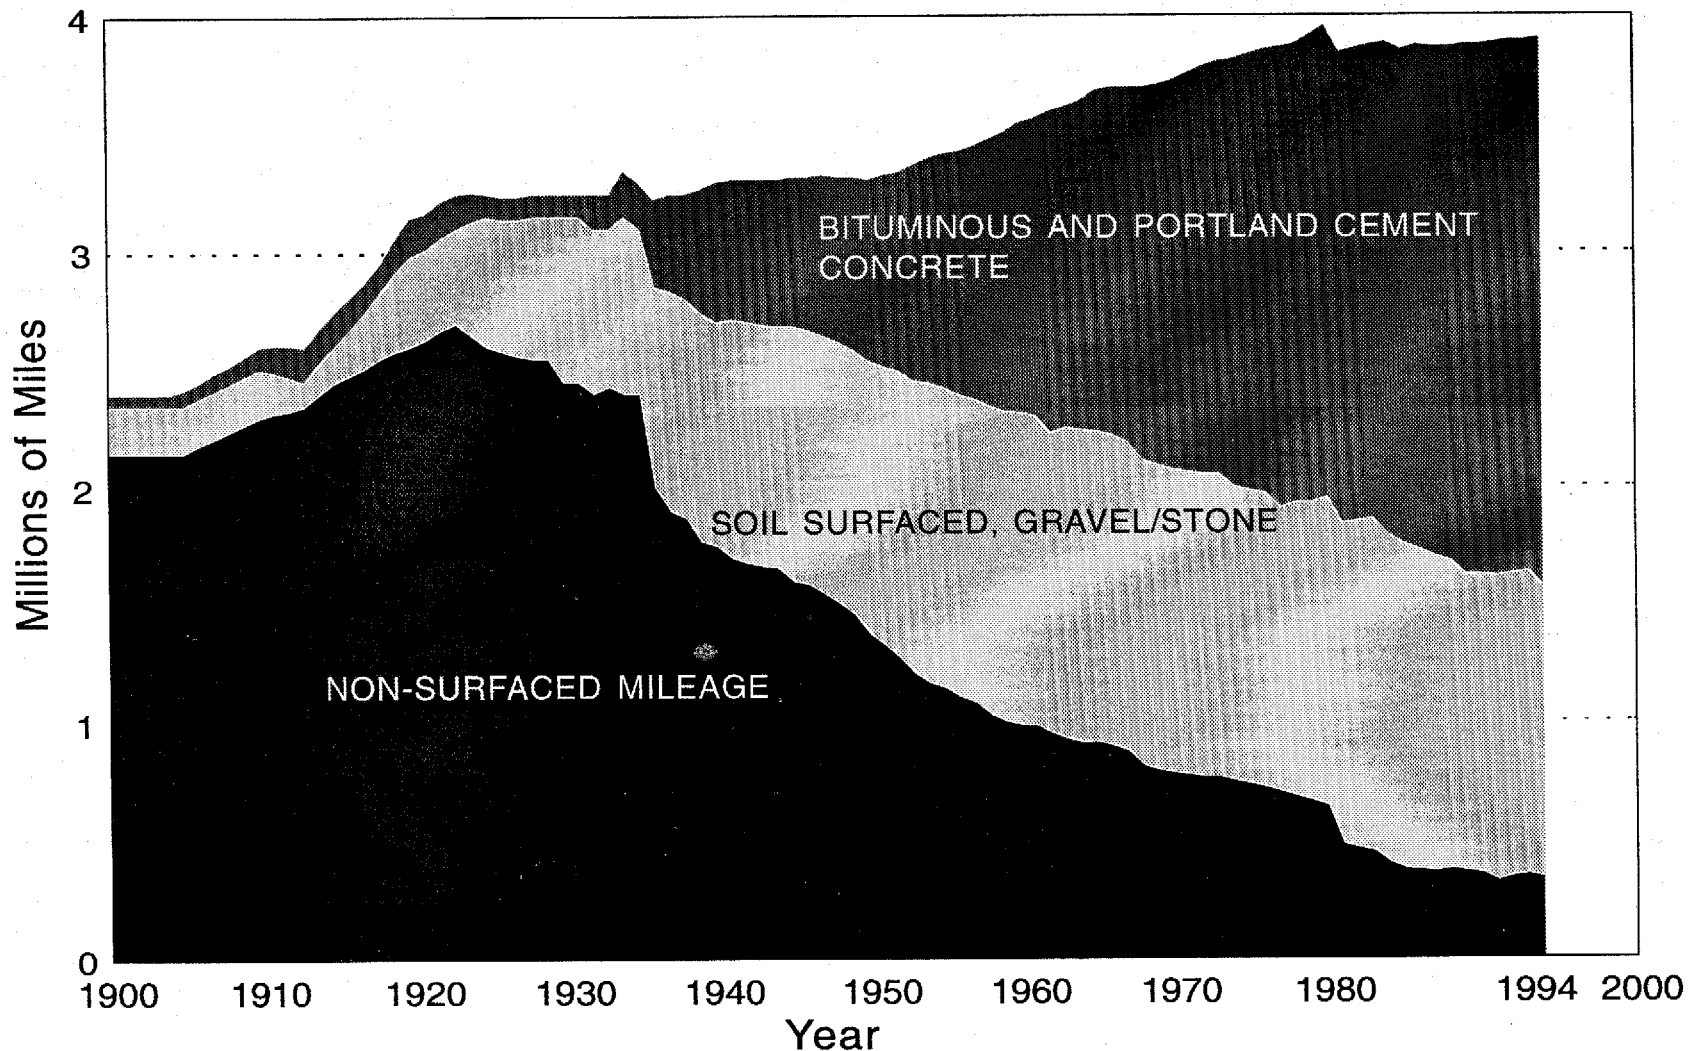 4
3
2
1
0
Millions of Miles
BITUMINOUS AND PORTLAND CEMENT
CONCRETE
SOIL SURFACED, GRAVEL/STONE
NON-SURFACED MILEAGE
1900 1910 1920 1930 1940 1950 1960 1970 1980 1994 2000
Year